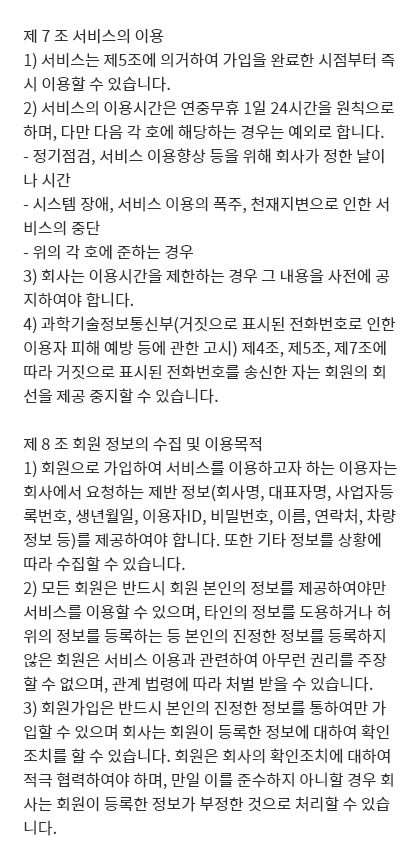 제 7 조 서비스의 이용
1) 서비스는 제5조에 의거하여 가입을 완료한 시점부터 즉
시 이용할 수 있습니다.
2) 서비스의 이용시간은 연중무휴 1일 24시간을 원칙으로
하며, 다만 다음 각 호에 해당하는 경우는 예외로 합니다.
- 정기점검, 서비스 이용향상 등을 위해 회사가 정한 날이
나 시간
- 시스템 장애, 서비스 이용의 폭주, 천재지변으로 인한 서
비스의 중단
- 위의 각 호에 준하는 경우
3) 회사는 이용시간을 제한하는 경우 그 내용을 사전에 공
지하여야 합니다.
4) 과학기술정보통신부(거짓으로 표시된 전화번호로 인한
이용자 피해 예방 등에 관한 고시) 제4조, 제5조, 제7조에
따라 거짓으로 표시된 전화번호를 송신한 자는 회원의 회
선을 제공 중지할 수 있습니다.
제 8 조 회원 정보의 수집 및 이용목적
1) 회원으로 가입하여 서비스를 이용하고자 하는 이용자는
회사에서 요청하는 제반 정보(회사명, 대표자명, 사업자등
록번호, 생년월일, 이용자ID, 비밀번호, 이름, 연락처, 차량
정보 등)를 제공하여야 합니다. 또한 기타 정보를 상황에
따라 수집할 수 있습니다.
2) 모든 회원은 반드시 회원 본인의 정보를 제공하여야만
서비스를 이용할 수 있으며, 타인의 정보를 도용하거나 허
위의 정보를 등록하는 등 본인의 진정한 정보를 등록하지
않은 회원은 서비스 이용과 관련하여 아무런 권리를 주장
할 수 없으며, 관계 법령에 따라 처벌 받을 수 있습니다.
3) 회원가입은 반드시 본인의 진정한 정보를 통하여만 가
입할 수 있으며 회사는 회원이 등록한 정보에 대하여 확인
조치를 할 수 있습니다. 회원은 회사의 확인조치에 대하여
적극 협력하여야 하며, 만일 이를 준수하지 아니할 경우 회
사는 회원이 등록한 정보가 부정한 것으로 처리할 수 있습
니다.